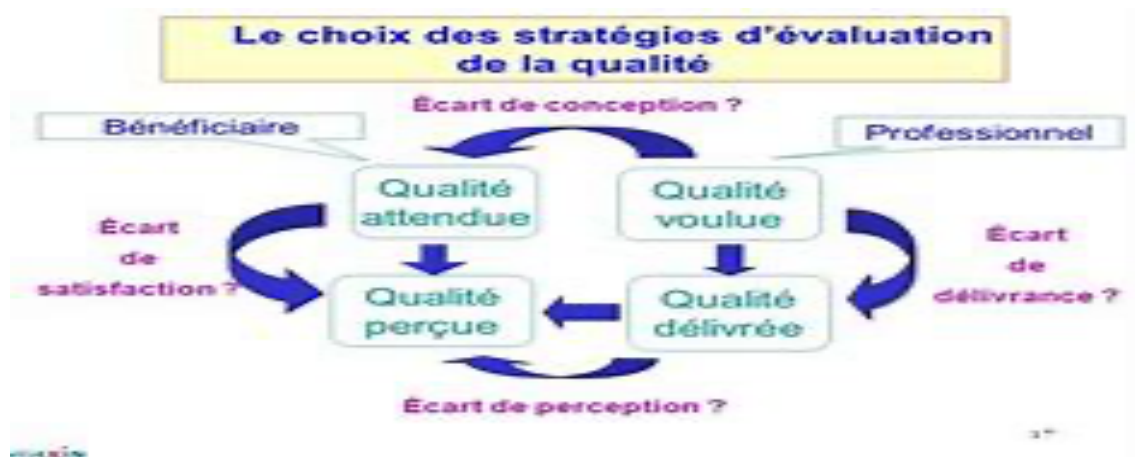 Le choix des stratégies d'évaluation
de la qualité
Écart de conception ?
Bénéficiaire
Professionnel
Qualité
attendue
Qualité
voulue
Écart
de
satisfaction ?
Écart
de
délivrance ?
Qualité
perçue
Qualité
délivrée
Écart de perception ?